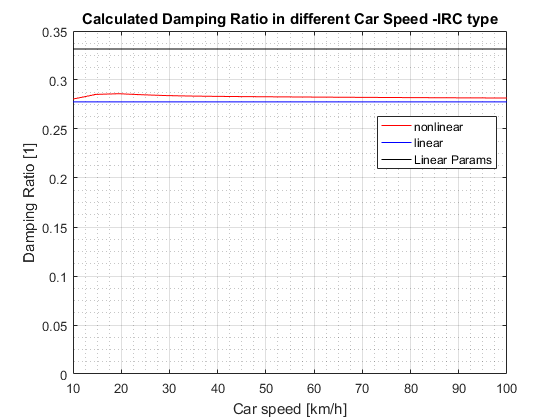 Calculated Damping Ratio in different Car Speed -IRC type
0.35
0.3
0.25
0.2
0.15
0.1
0.05
0
Damping Ratio [1]
nonlinear
linear
Linear Params
10 20 30 40 50 60 70 80 90 100
Car speed [km/h]